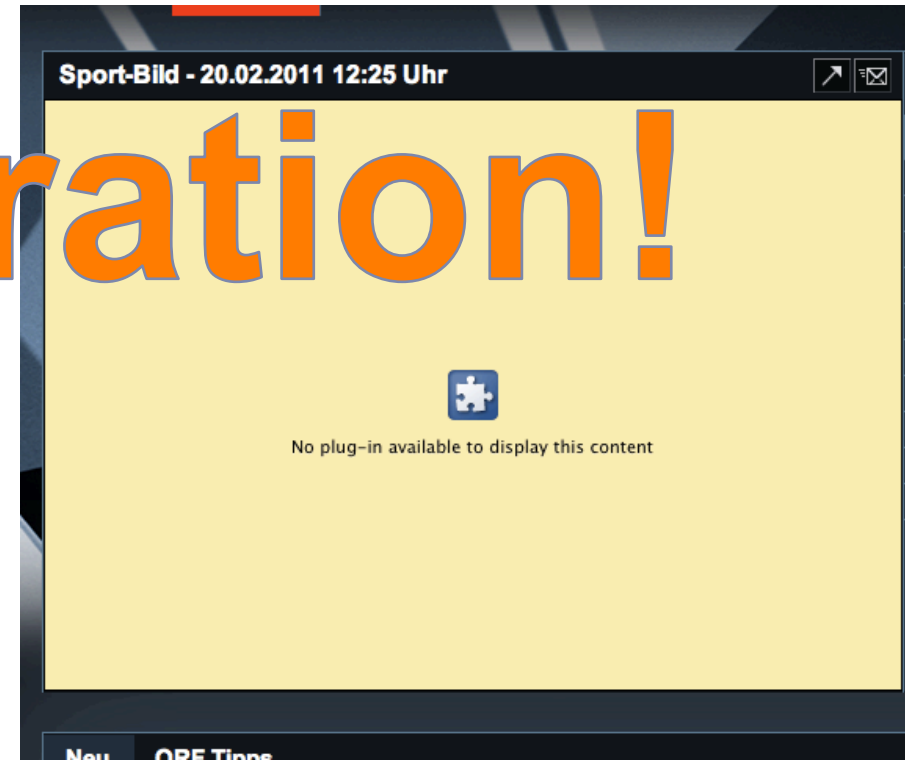 Sport-Bild - 20.02.2011 12:25 Uhr
ration!
No plug-in available to display this content
Neu ORF Tipps